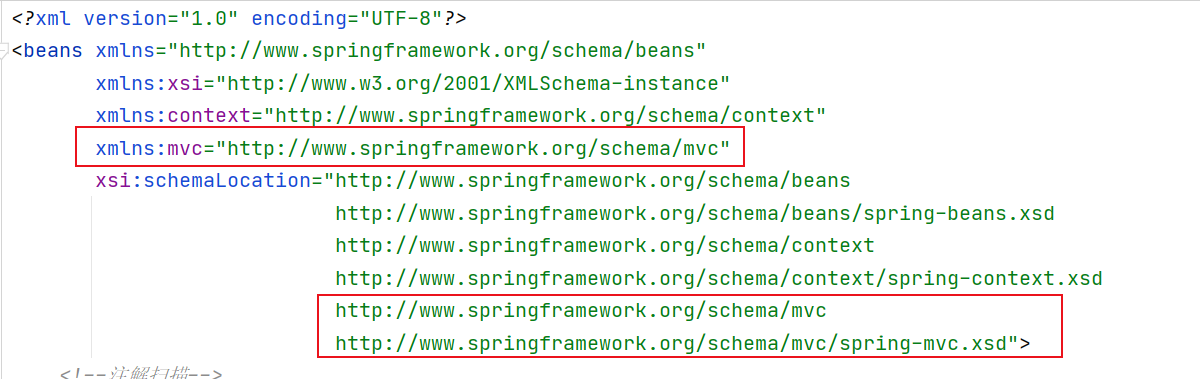 <?xml version="1.0" encoding="UTF-8"?>
<beans xmlns="http://www.springframework.org/schema/beans"
xmlns:xsi="http://www.w3.org/2001/XMLSchema-instance"
xmlns:context="http://www.springframework.org/schema/context"
xmlns:mvc="http://www.springframework.org/schema/mvc"
xsi:schemaLocation="http://www.springframework.org/schema/beans
http://www.springframework.org/schema/beans/spring-beans.xsd
http://www.springframework.org/schema/context
http://www.springframework.org/schema/context/spring-context.xsd
http://www.springframework.org/schema/mvc
http://www.springframework.org/schema/mvc/spring-mvc.xsd">
<!--注解扫描-->